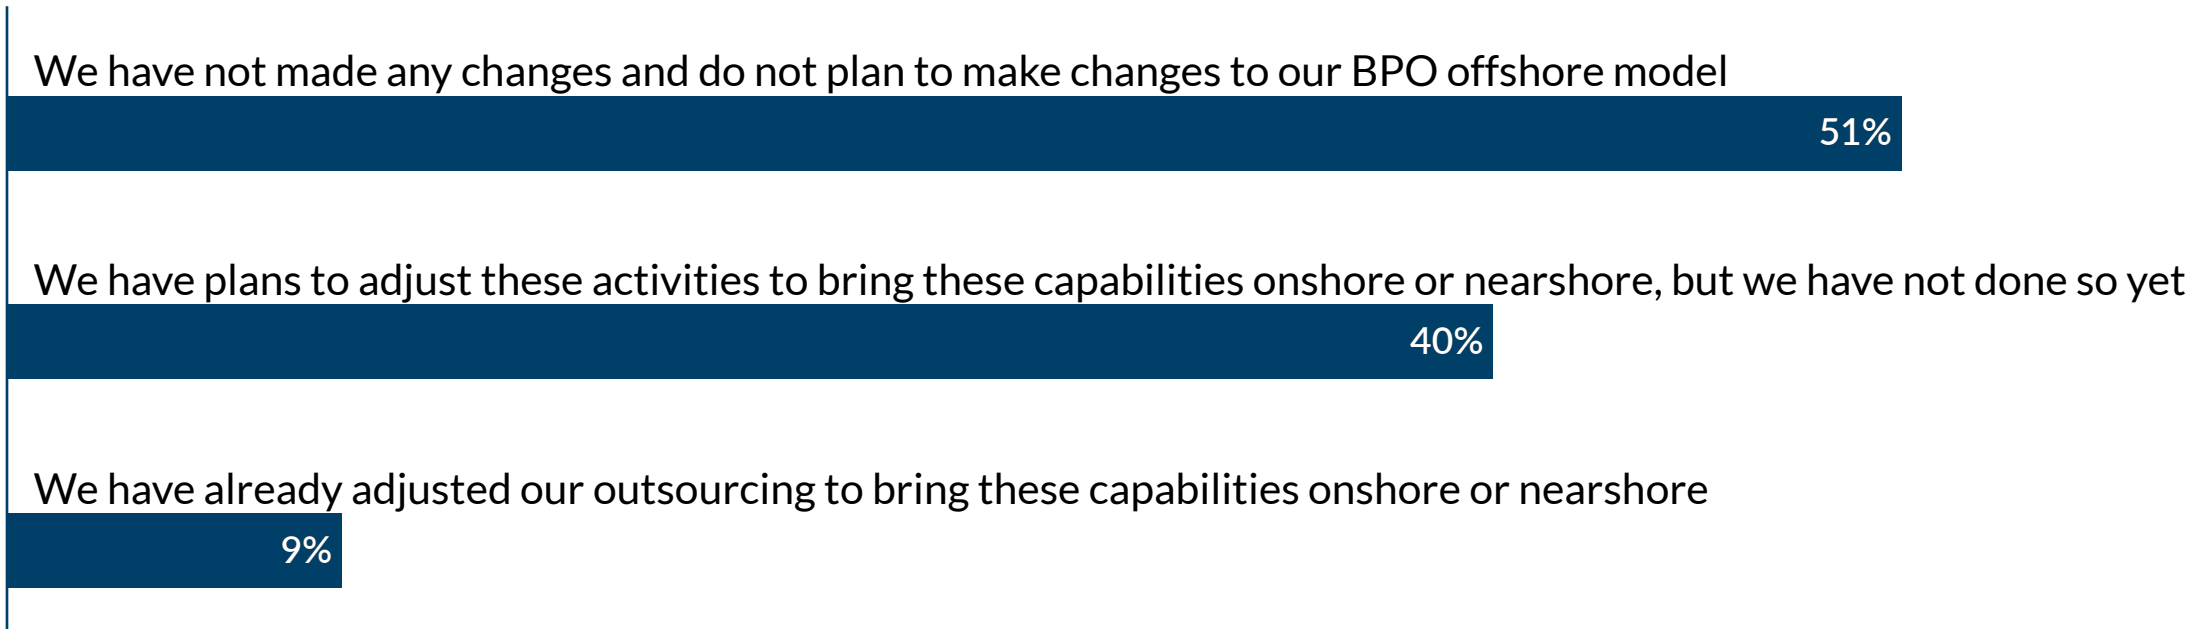 We have not made any changes and do not plan to make changes to our BPO offshore model
51%
We have plans to adjust these activities to bring these capabilities onshore or nearshore, but we have not done so yet
40%
We have already adjusted our outsourcing to bring these capabilities onshore or nearshore
9%